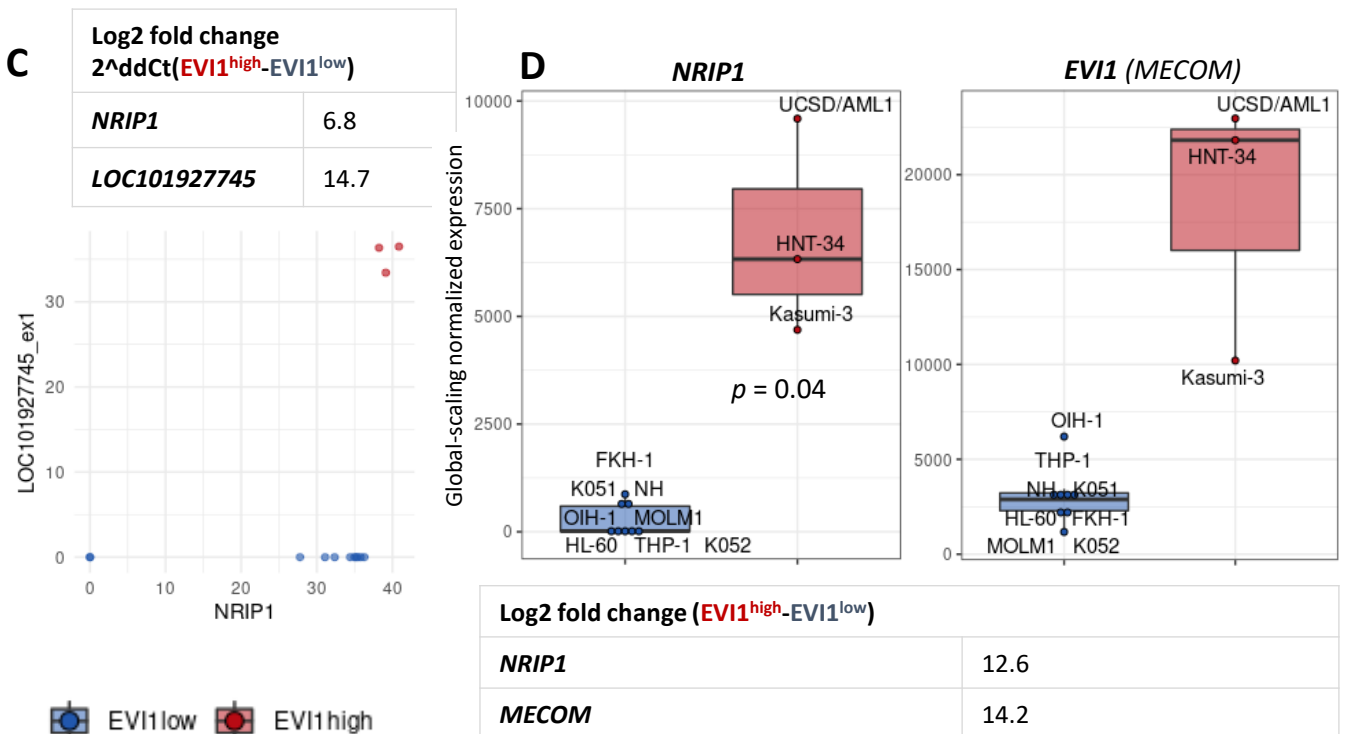 C
Log2 fold change
2^ddCt(EVI1high-EVI1low)
NRIP1 6.8
LOC101927745 14.7
LOC101927745_ex1
30
20
10
0
0 10 20 30 40
NRIP1
EVI1low EVI1high
D
NRIP1
Global-scaling normalized expression
10000
7500
5000
2500
0
UCSD/AML1
HNT-34
Kasumi-3
p = 0.04
FKH-1
K051 NH
OIH-1 MOLM1
HL-60 THP-1 K052
EVI1 (MECOM)
20000
15000
10000
5000
0
UCSD/AML1
HNT-34
Kasumi-3
OIH-1
THP-1
NH K051
HL-60 FKH-1
MOLM1 K052
Log2 fold change (EVI1high-EVI1low)
NRIP1 12.6
MECOM 14.2